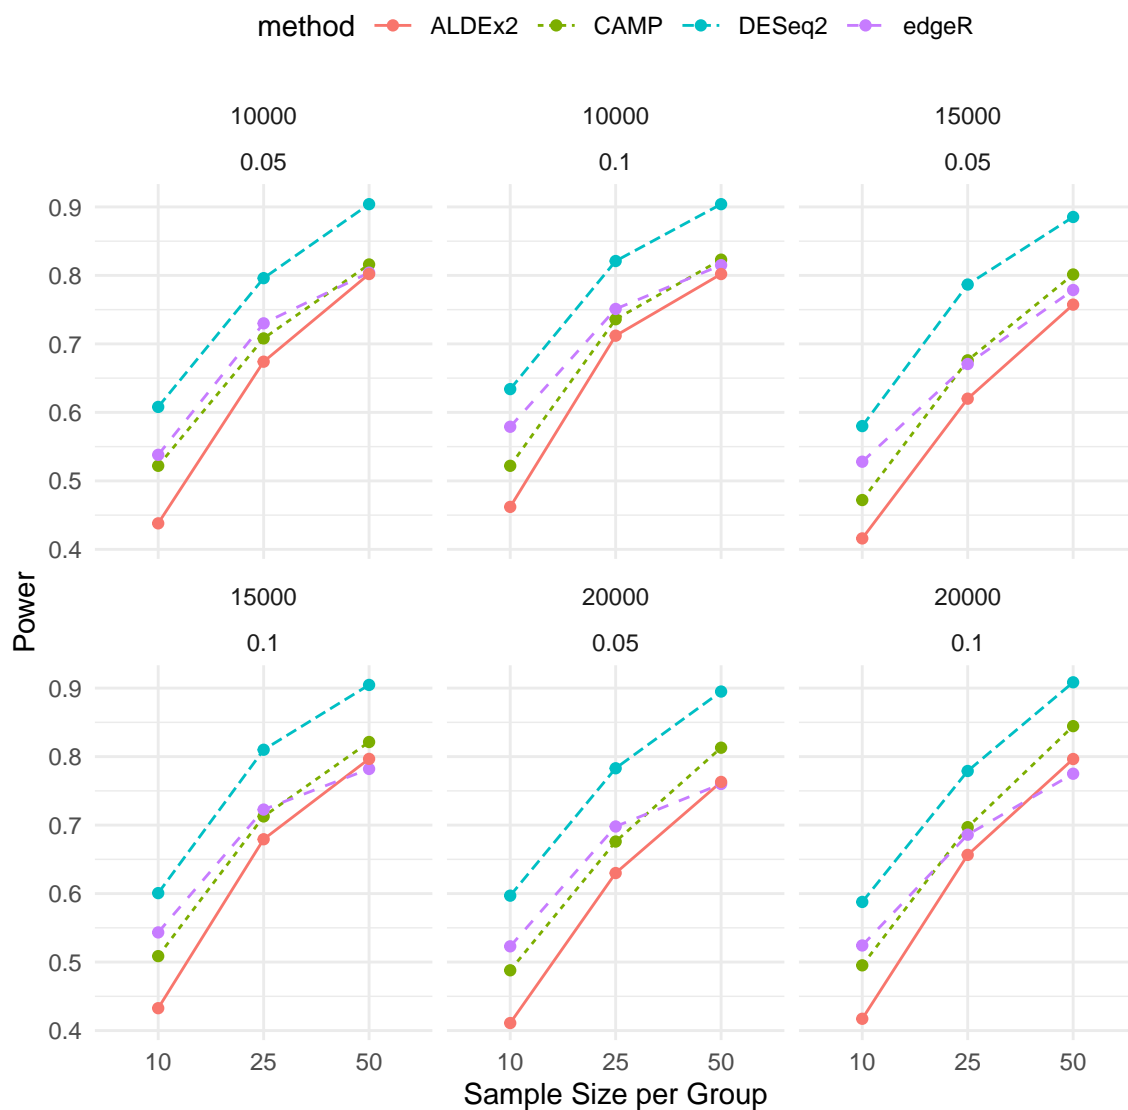 method ALDEx2 CAMP DESeq2 edgeR
10000 10000 15000
0.05 0.1 0.05
0.9
0.8
0.7
0.6
0.5
0.4
Power
15000 20000 20000
0.1 0.05 0.1
0.9
0.8
0.7
0.6
0.5
0.4
10 25 50 10 25 50 10 25 50
Sample Size per Group